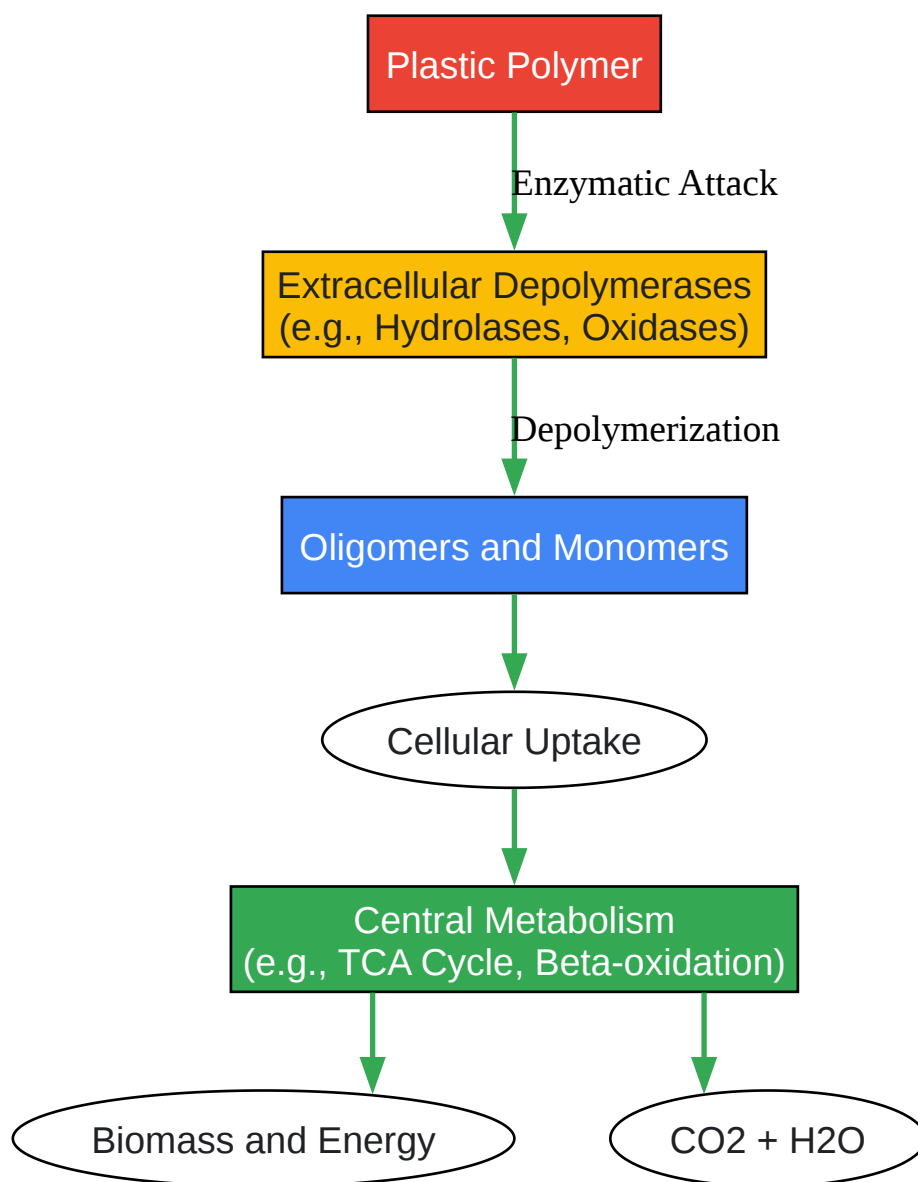 Plastic Polymer
Enzymatic Attack
Extracellular Depolymerases
(e.g., Hydrolases, Oxidases)
Depolymerization
Oligomers and Monomers
Cellular Uptake
Central Metabolism
(e.g., TCA Cycle, Beta-oxidation)
Biomass and Energy
CO2 + H2O